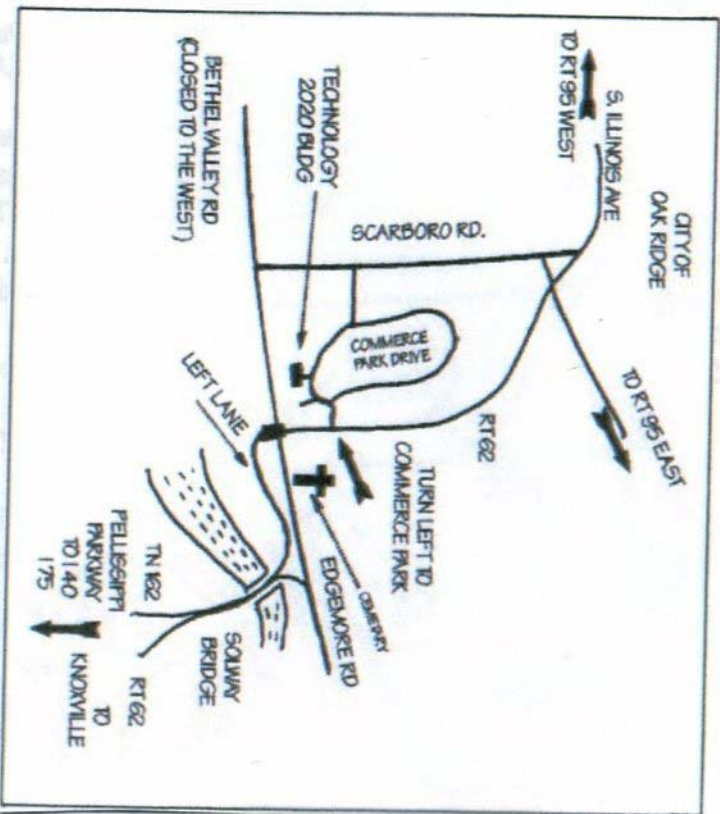 CITY OF
OAK RIDGE
S. ILLINOIS AVE
TO RT 95 WEST
TO RT 95 EAST
SCARBORO RD.
RT 62
TURN LEFT TO
COMMERCE PARK
COMMERCE
PARK DRIVE
TECHNOLOGY
2020 BLDG
BETHEL VALLEY RD
(CLOSED TO THE WEST)
LEFT LANE
CEMETARY
EDGEMORE RD
SOLWAY
BRIDGE
TN 162
PELLISSIPPI
PARKWAY
TO I 40
I 75
RT 62
TO
KNOXVILLE